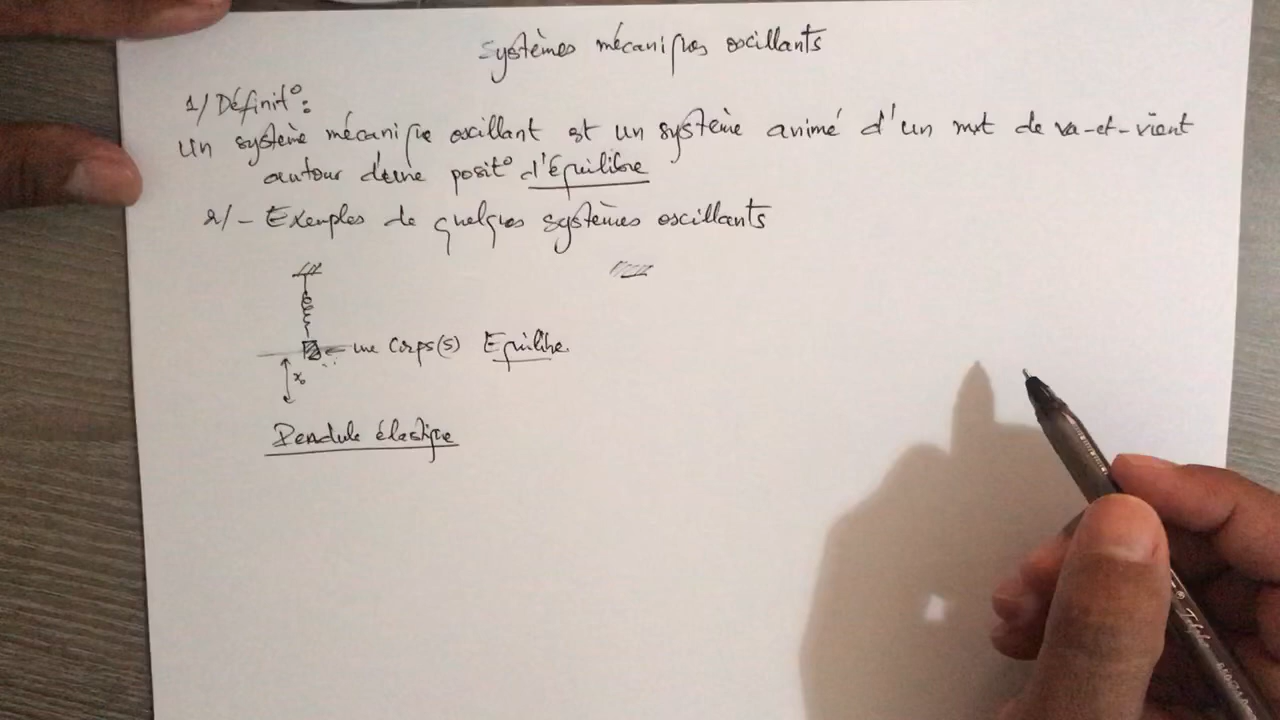 Systèmes mécaniques oscillants
1/ Définit°:
Un système mécanique oscillant est un système animé d'un mvt de va-et-vient
autour d'une posit° d'équilibre
2/- Exemples de quelques systèmes oscillants
une corps(s) Equilibre
x₀
Pendule élastique